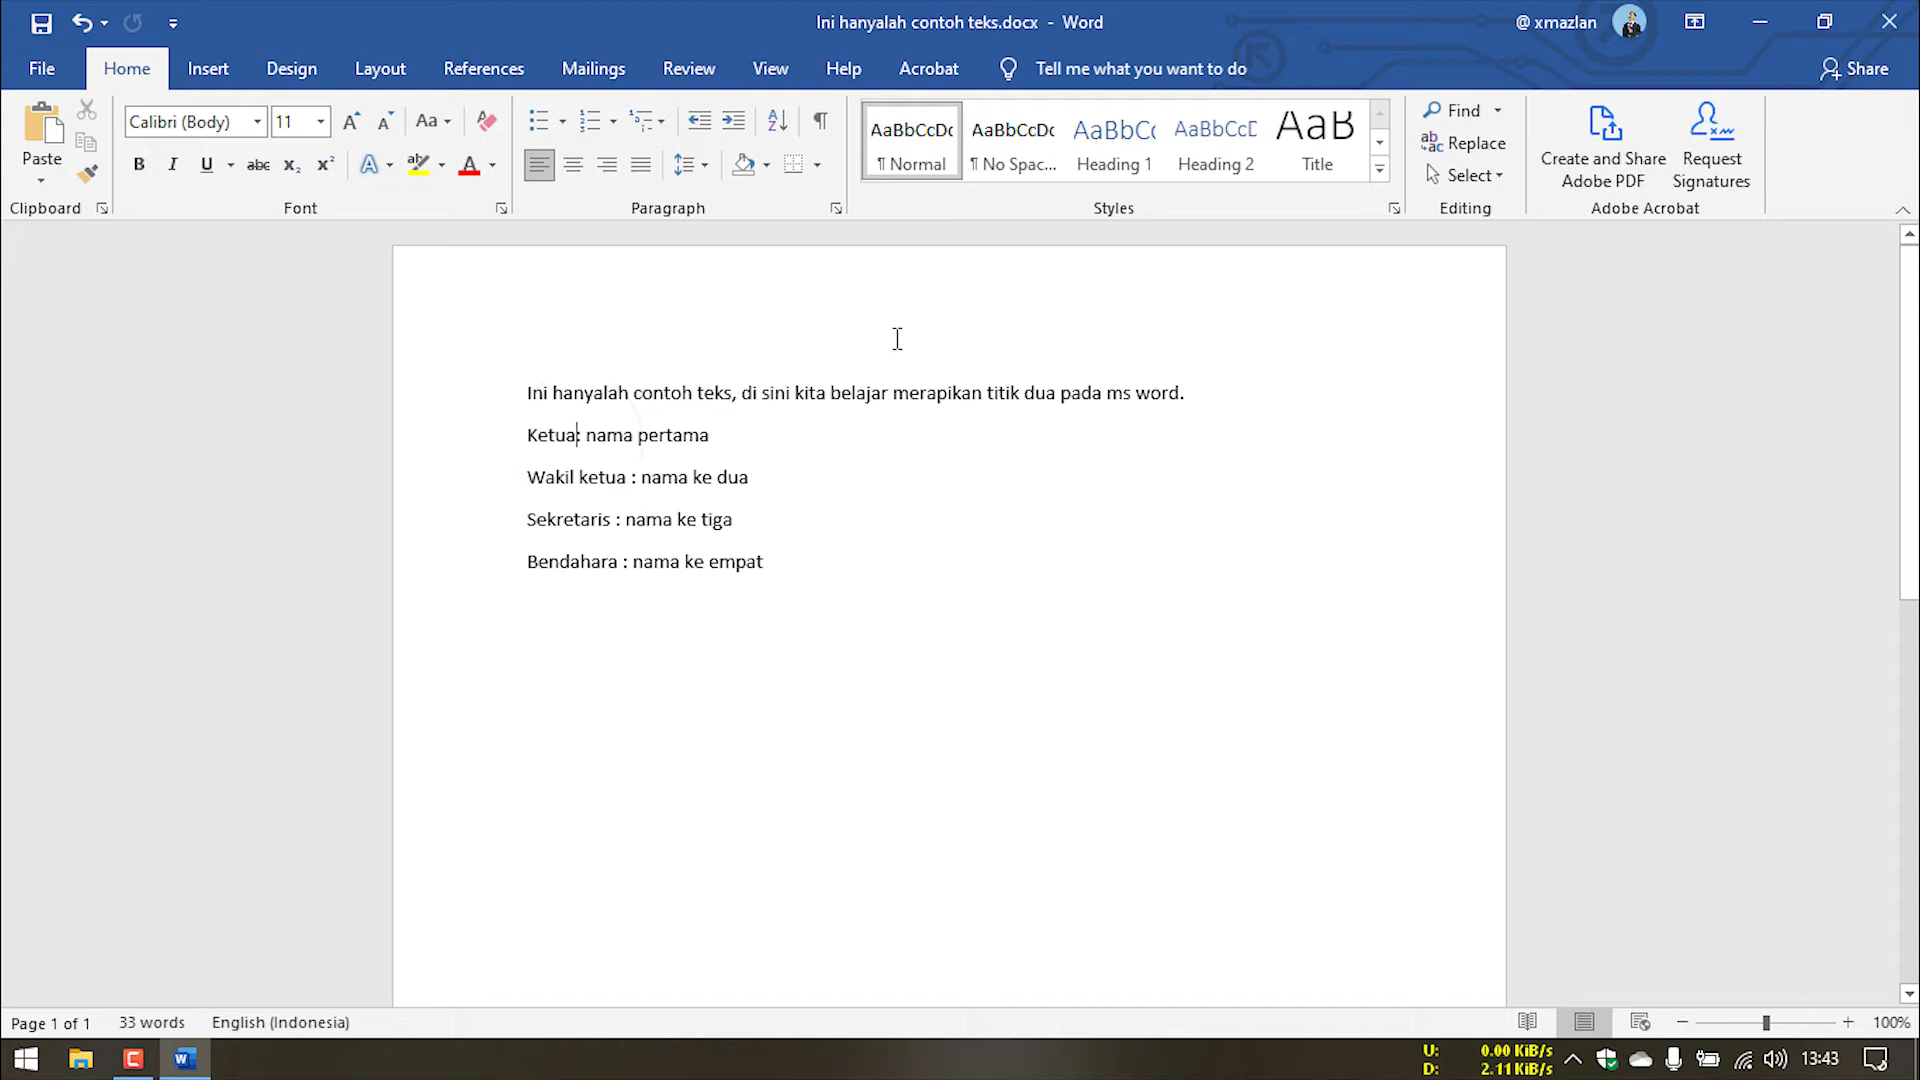 Ini hanyalah contoh teks.docx - Word
@ xmazlan
File Home Insert Design Layout References Mailings Review View Help Acrobat Tell me what you want to do Share
Paste
Clipboard
Calibri (Body) 11
Aa
B I U abc x₂ x² A ab A
Font
Paragraph
AaBbCcDc AaBbCcDc AaBbCc AaBbCcD AaB
¶ Normal ¶ No Spac... Heading 1 Heading 2 Title
Styles
Find
Replace
Select
Editing
Create and Share
Adobe PDF
Request
Signatures
Adobe Acrobat
Ini hanyalah contoh teks, di sini kita belajar merapikan titik dua pada ms word.
Ketua: nama pertama
Wakil ketua : nama ke dua
Sekretaris : nama ke tiga
Bendahara : nama ke empat
Page 1 of 1 33 words English (Indonesia) 100%
U: 0.00 KiB/s
D: 2.11 KiB/s
13:43